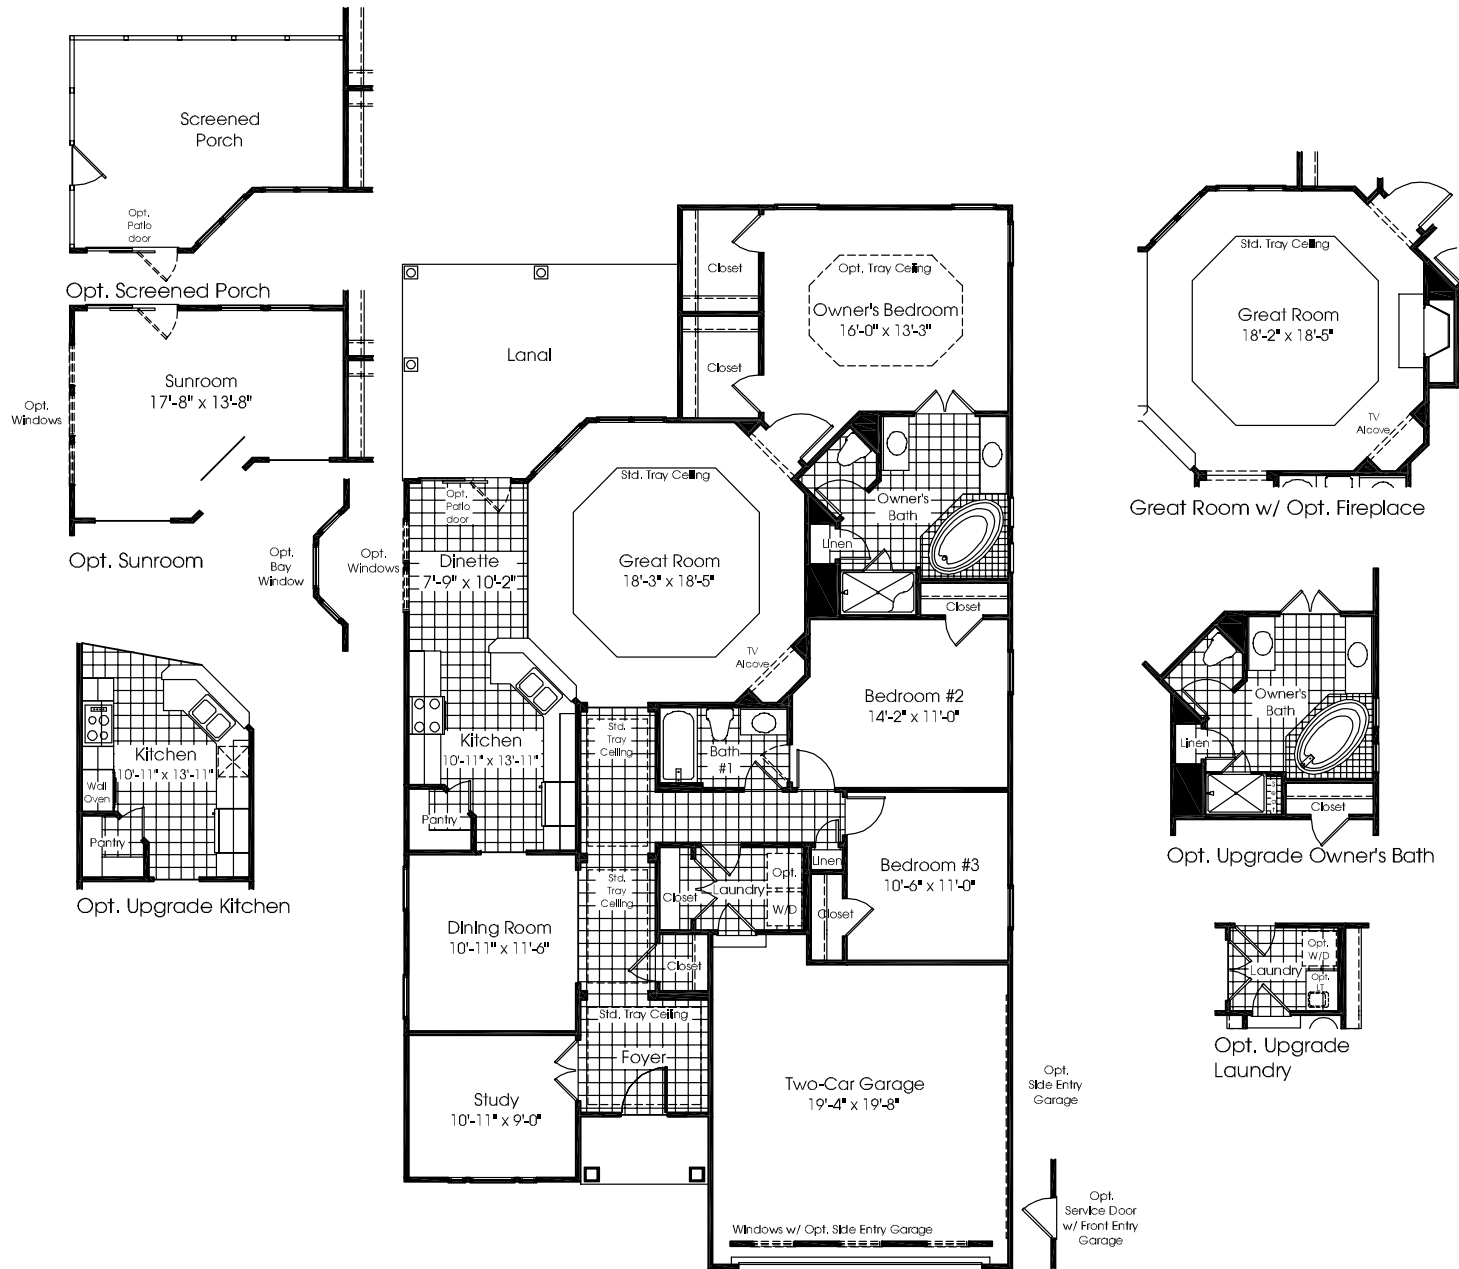 Screened
Porch
Opt.
Patio
door
Opt. Screened Porch
Sunroom
17'-8" x 13'-8"
Opt.
Windows
Opt. Sunroom
Opt.
Bay
Window
Opt.
Windows
Kitchen
10'-11" x 13'-11"
Wall
Oven
Pantry
Opt. Upgrade Kitchen
Lanai
Closet
Closet
Opt. Tray Ceiling
Owner's Bedroom
16'-0" x 13'-3"
Opt.
Patio
door
Dinette
7'-9" x 10'-2"
Std. Tray Ceiling
Great Room
18'-3" x 18'-5"
TV
Alcove
Owner's
Bath
Linen
Closet
Bedroom #2
14'-2" x 11'-0"
Kitchen
10'-11" x 13'-11"
Pantry
Std.
Tray
Ceiling
Bath
#1
Bedroom #3
10'-6" x 11'-0"
Linen
Closet
Std.
Tray
Ceiling
Closet
Laundry
Opt.
W/D
Dining Room
10'-11" x 11'-6"
Closet
Std. Tray Ceiling
Foyer
Study
10'-11" x 9'-0"
Two-Car Garage
19'-4" x 19'-8"
Windows w/ Opt. Side Entry Garage
Opt.
Side Entry
Garage
Opt.
Service Door
w/ Front Entry
Garage
Std. Tray Ceiling
Great Room
18'-2" x 18'-5"
TV
Alcove
Great Room w/ Opt. Fireplace
Owner's
Bath
Linen
Closet
Opt. Upgrade Owner's Bath
Opt.
W/D
Laundry
Opt.
LT
Opt. Upgrade
Laundry